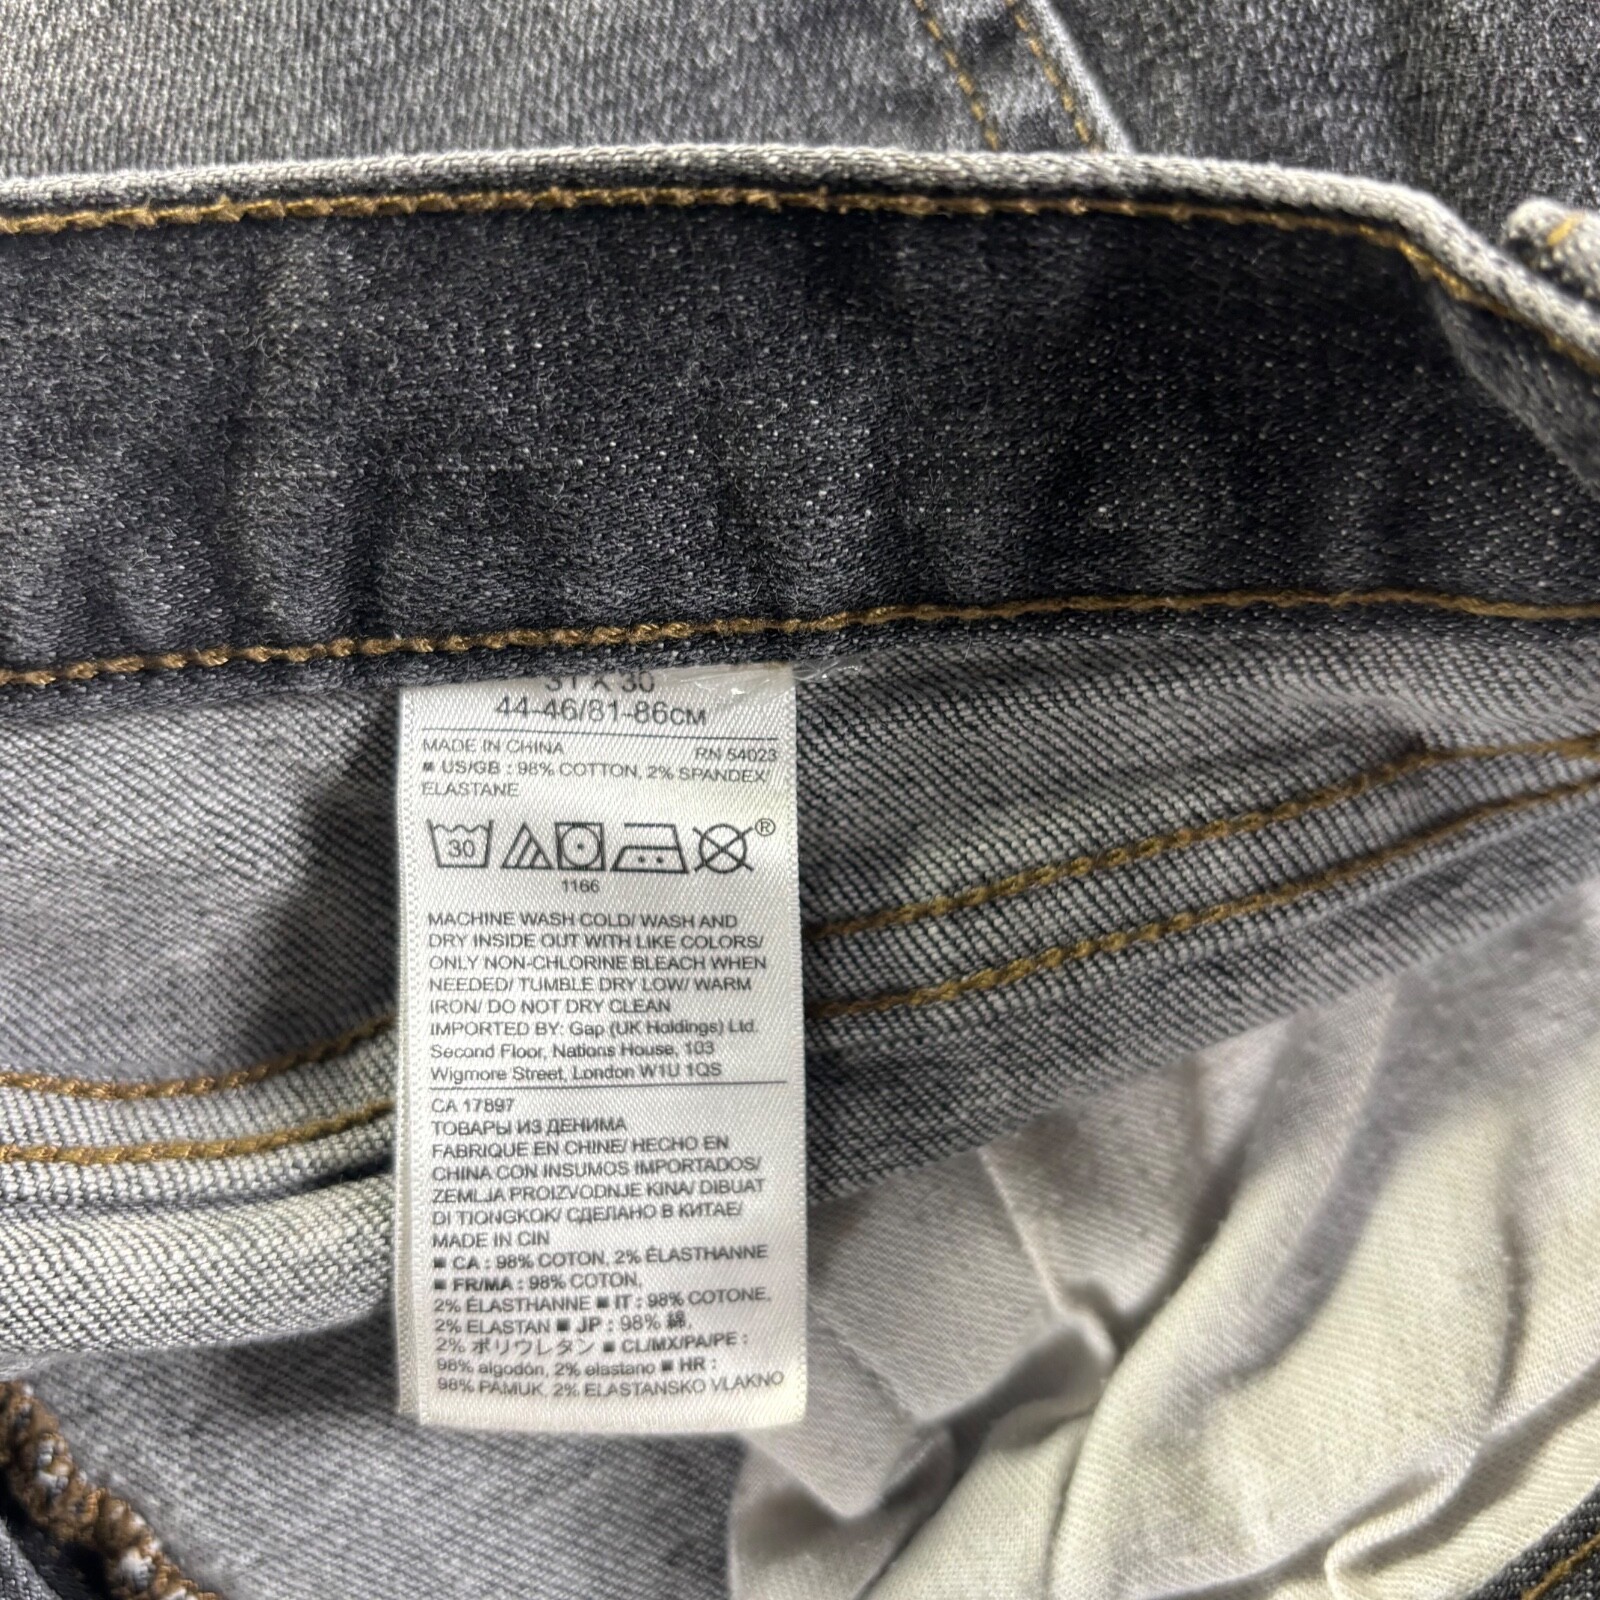 31 X 30
44-46/81-86CM
MADE IN CHINA RN 54023
■ US/GB : 98% COTTON, 2% SPANDEX/
ELASTANE
30 ®
1166
MACHINE WASH COLD/ WASH AND
DRY INSIDE OUT WITH LIKE COLORS/
ONLY NON-CHLORINE BLEACH WHEN
NEEDED/ TUMBLE DRY LOW/ WARM
IRON/ DO NOT DRY CLEAN
IMPORTED BY: Gap (UK Holdings) Ltd.
Second Floor, Nations House, 103
Wigmore Street, London W1U 1QS
CA 17897
ТОВАРЫ ИЗ ДЕНИМА
FABRIQUE EN CHINE/ HECHO EN
CHINA CON INSUMOS IMPORTADOS/
ZEMLJA PROIZVODNJE KINA/ DIBUAT
DI TIONGKOK/ СДЕЛАНО В КИТАЕ/
MADE IN CIN
■ CA : 98% COTON, 2% ÉLASTHANNE
■ FR/MA : 98% COTON,
2% ÉLASTHANNE ■ IT : 98% COTONE,
2% ELASTAN ■ JP : 98% 綿,
2% ポリウレタン ■ CL/MX/PA/PE :
98% algodón, 2% elastano ■ HR :
98% PAMUK, 2% ELASTANSKO VLAKNO